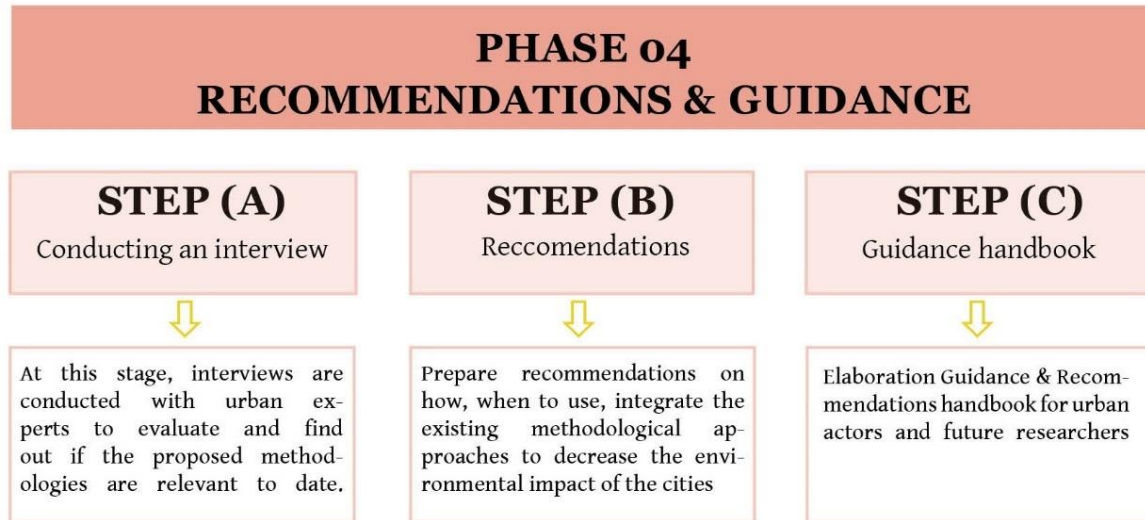 PHASE 04
RECOMMENDATIONS & GUIDANCE
STEP (A)
Conducting an interview
At this stage, interviews are
conducted with urban ex-
perts to evaluate and find
out if the proposed method-
ologies are relevant to date.
STEP (B)
Reccomendations
Prepare recommendations on
how, when to use, integrate the
existing methodological ap-
proaches to decrease the envi-
ronmental impact of the cities
STEP (C)
Guidance handbook
Elaboration Guidance & Recom-
mendations handbook for urban
actors and future researchers